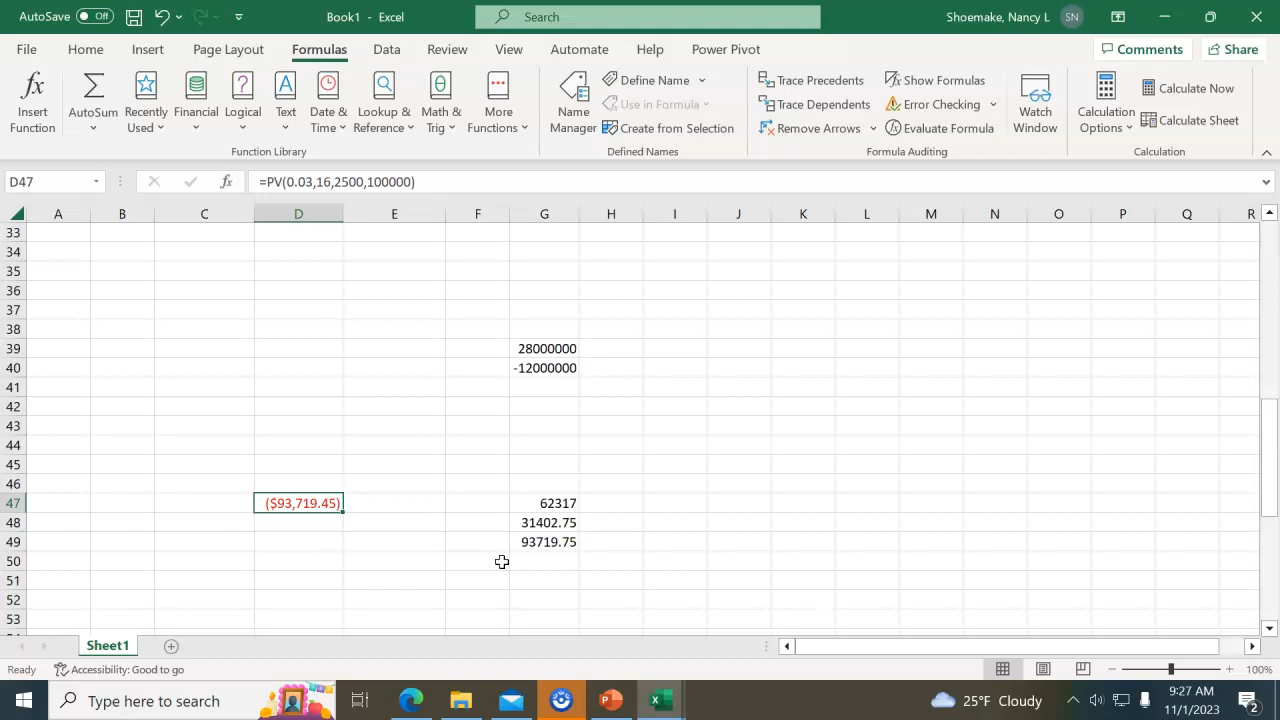 AutoSave Off Book1 - Excel Search Shoemake, Nancy L SN
File Home Insert Page Layout Formulas Data Review View Automate Help Power Pivot Comments Share
Insert Function AutoSum Recently Used Financial Logical Text Date & Time Lookup & Reference Math & Trig More Functions
Function Library
Name Manager Define Name Use in Formula Create from Selection
Defined Names
Trace Precedents Trace Dependents Remove Arrows Show Formulas Error Checking Evaluate Formula Watch Window
Formula Auditing
Calculation Options Calculate Now Calculate Sheet
Calculation
D47 fx =PV(0.03,16,2500,100000)
A B C D E F G H I J K L M N O P Q R
33
34
35
36
37
38
39 28000000
40 -12000000
41
42
43
44
45
46
47 ($93,719.45) 62317
48 31402.75
49 93719.75
50
51
52
53
Sheet1
Ready Accessibility: Good to go 100%
Type here to search 25°F Cloudy 9:27 AM
11/1/2023 2